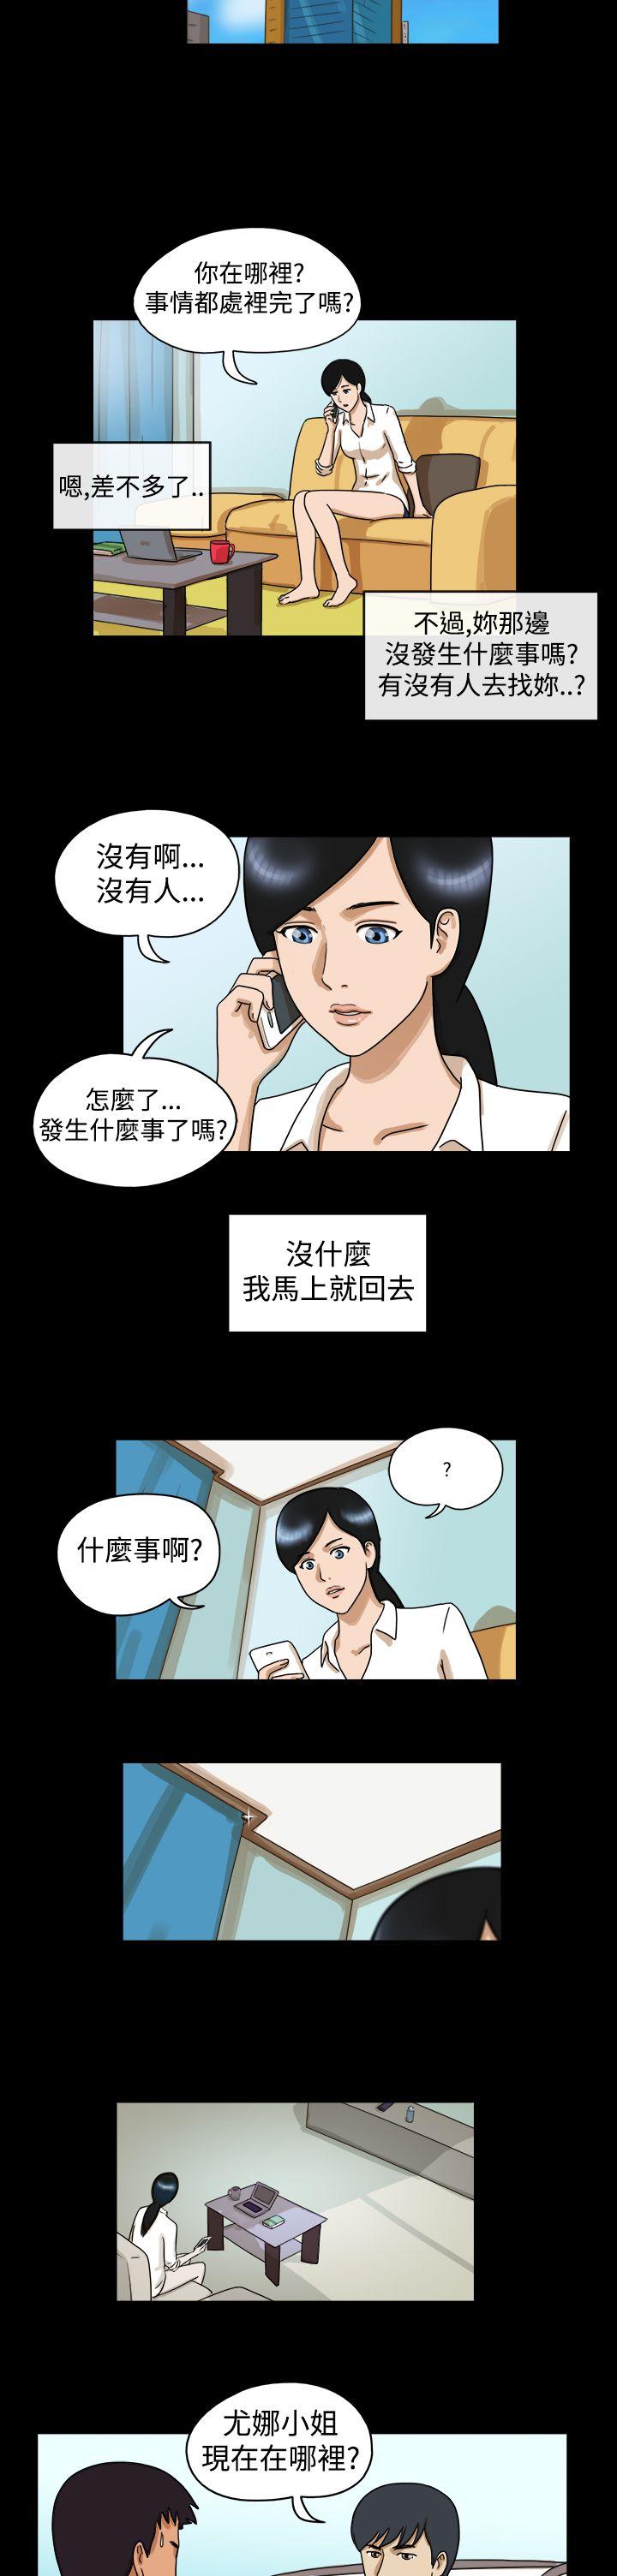 你在哪裡?
事情都處裡完了嗎?
嗯,差不多了..
不過,妳那邊
沒發生什麼事嗎?
有沒有人去找妳..?
沒有啊...
沒有人...
怎麼了...
發生什麼事了嗎?
沒什麼
我馬上就回去
?
什麼事啊?
尤娜小姐
現在在哪裡?